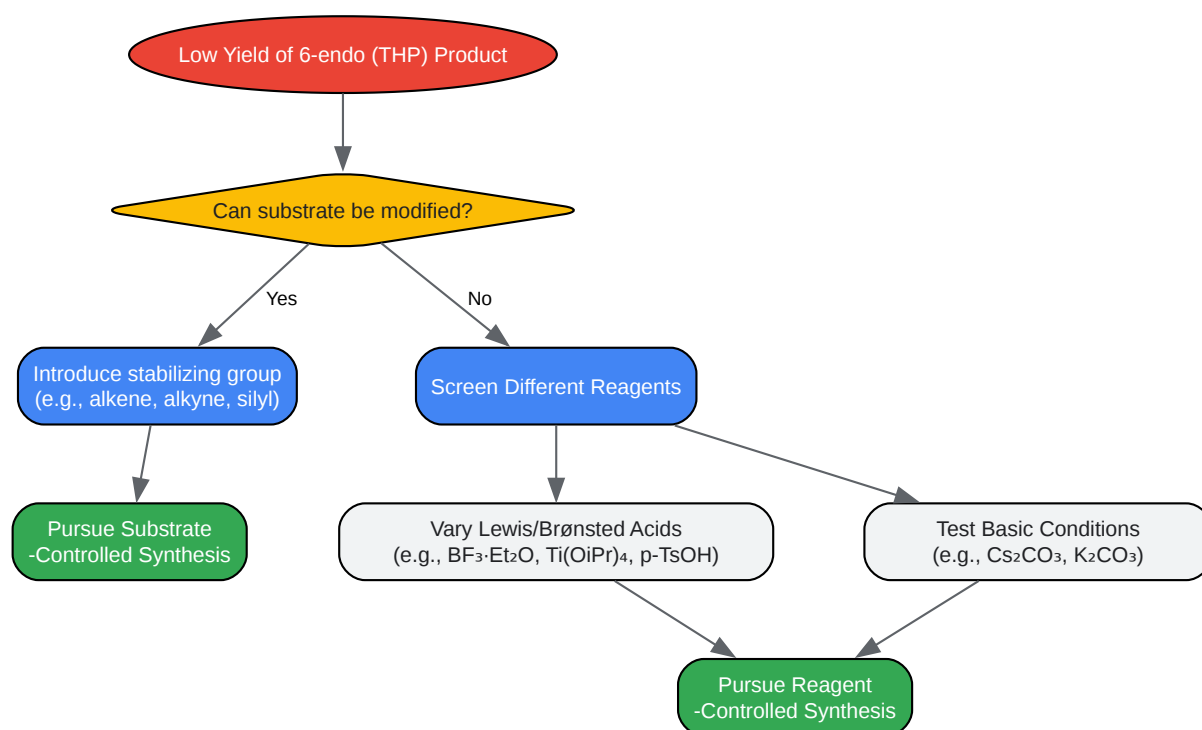 Low Yield of 6-endo (THP) Product
Can substrate be modified?
Yes
No
Introduce stabilizing group
(e.g., alkene, alkyne, silyl)
Screen Different Reagents
Pursue Substrate
-Controlled Synthesis
Vary Lewis/Brønsted Acids
(e.g., BF₃·Et₂O, Ti(OiPr)₄, p-TsOH)
Test Basic Conditions
(e.g., Cs₂CO₃, K₂CO₃)
Pursue Reagent
-Controlled Synthesis